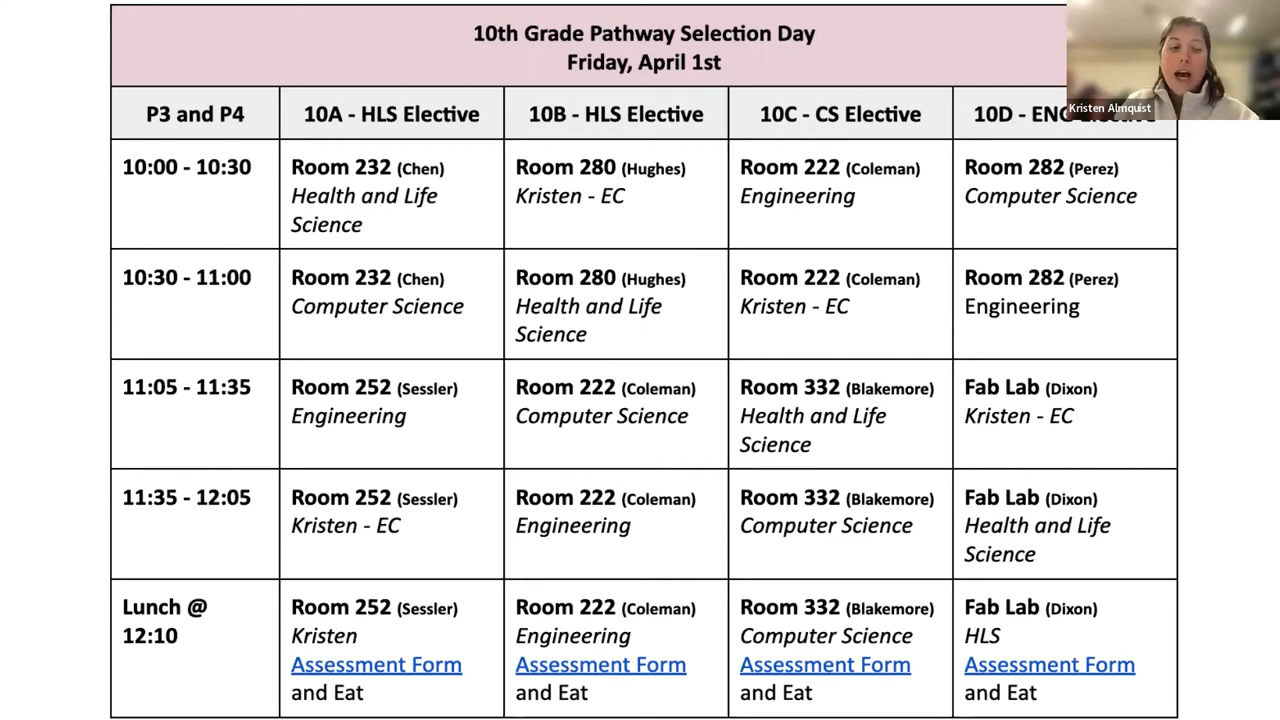 10th Grade Pathway Selection Day
Friday, April 1st
Kristen Almquist
P3 and P4
10A - HLS Elective
10B - HLS Elective
10C - CS Elective
10D - ENG Elective
10:00 - 10:30
Room 232 (Chen)
Health and Life
Science
Room 280 (Hughes)
Kristen - EC
Room 222 (Coleman)
Engineering
Room 282 (Perez)
Computer Science
10:30 - 11:00
Room 232 (Chen)
Computer Science
Room 280 (Hughes)
Health and Life
Science
Room 222 (Coleman)
Kristen - EC
Room 282 (Perez)
Engineering
11:05 - 11:35
Room 252 (Sessler)
Engineering
Room 222 (Coleman)
Computer Science
Room 332 (Blakemore)
Health and Life
Science
Fab Lab (Dixon)
Kristen - EC
11:35 - 12:05
Room 252 (Sessler)
Kristen - EC
Room 222 (Coleman)
Engineering
Room 332 (Blakemore)
Computer Science
Fab Lab (Dixon)
Health and Life
Science
Lunch @
12:10
Room 252 (Sessler)
Kristen
Assessment Form
and Eat
Room 222 (Coleman)
Engineering
Assessment Form
and Eat
Room 332 (Blakemore)
Computer Science
Assessment Form
and Eat
Fab Lab (Dixon)
HLS
Assessment Form
and Eat